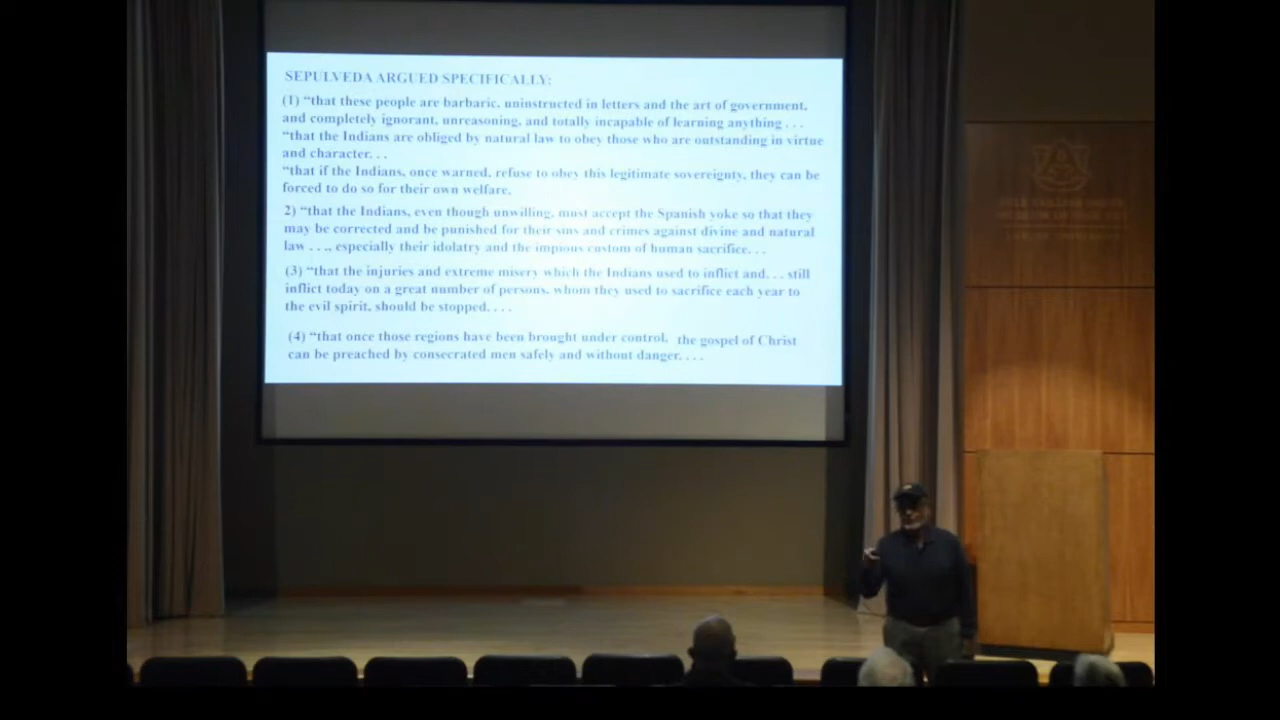 SEPULVEDA ARGUED SPECIFICALLY:
(1) “that these people are barbaric, uninstructed in letters and the art of government,
and completely ignorant, unreasoning, and totally incapable of learning anything . . .
“that the Indians are obliged by natural law to obey those who are outstanding in virtue
and character. . .
“that if the Indians, once warned, refuse to obey this legitimate sovereignty, they can be
forced to do so for their own welfare.
2) “that the Indians, even though unwilling, must accept the Spanish yoke so that they
may be corrected and be punished for their sins and crimes against divine and natural
law . . ., especially their idolatry and the impious custom of human sacrifice. . .
(3) “that the injuries and extreme misery which the Indians used to inflict and. . . still
inflict today on a great number of persons, whom they used to sacrifice each year to
the evil spirit, should be stopped. . . .
(4) “that once those regions have been brought under control, the gospel of Christ
can be preached by consecrated men safely and without danger. . . .